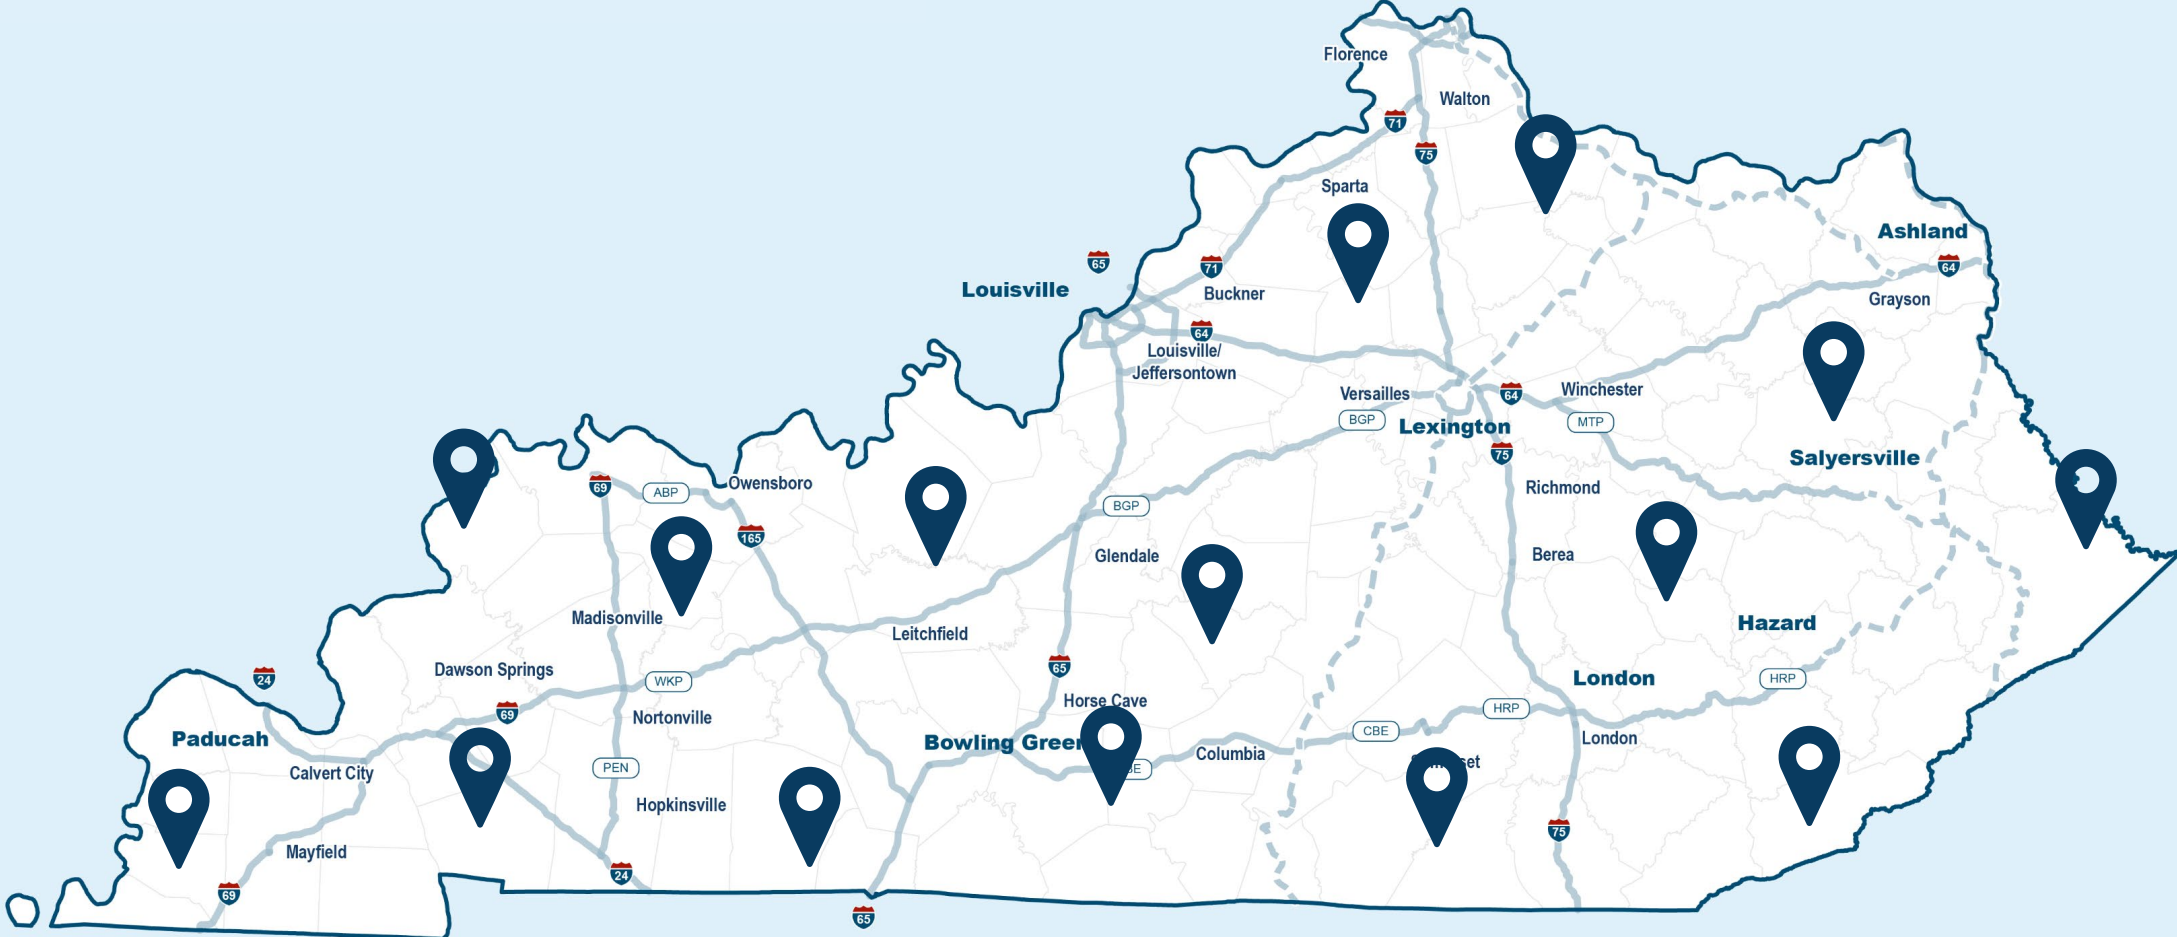 Florence
Walton
71
75
Sparta
Ashland
65
71
64
Louisville
Buckner
Grayson
64
Louisville/
Jeffersontown
Versailles
64
Winchester
BGP
MTP
Lexington
75
Salyersville
69
ABP
Owensboro
Richmond
BGP
165
Glendale
Berea
Madisonville
Leitchfield
Hazard
65
24
Dawson Springs
WKP
London
HRP
Horse Cave
HRP
69
Nortonville
Paducah
Bowling Green
CBE
London
Columbia
Calvert City
PEN
Hopkinsville
75
Mayfield
24
69
65